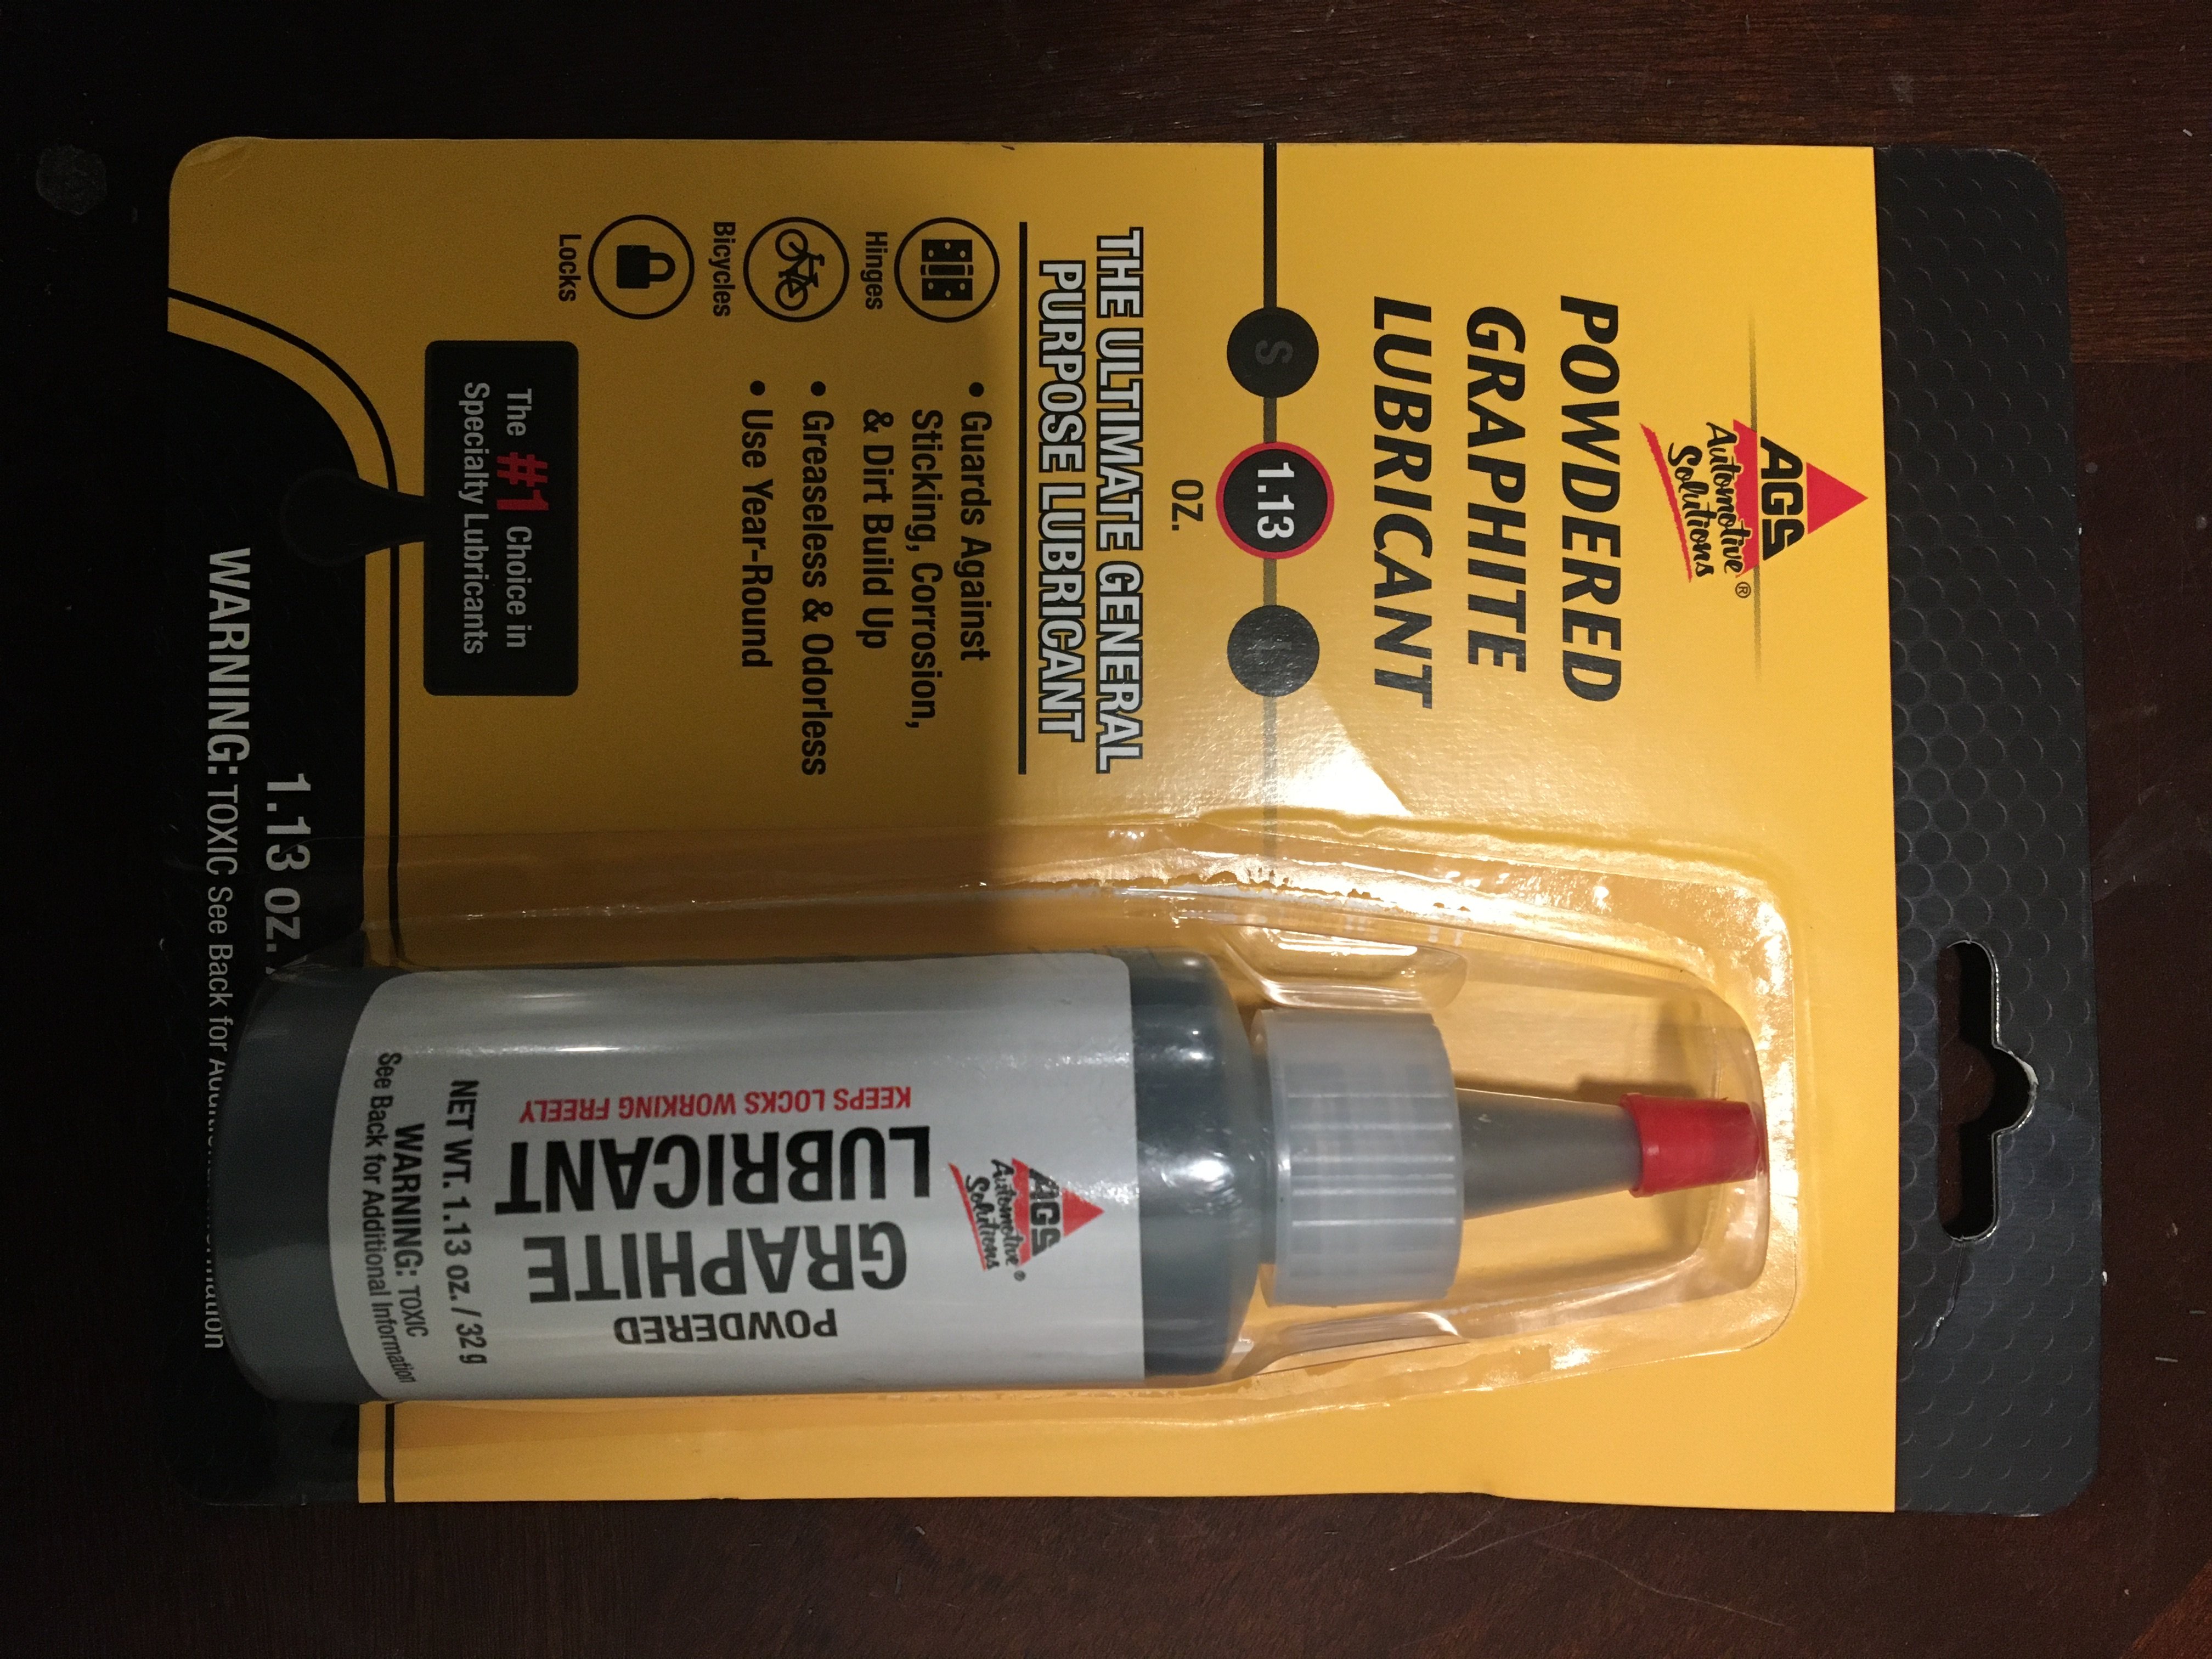 AGS
Automotive
Solutions®
POWDERED
GRAPHITE
LUBRICANT
S
1.13
L
OZ.
THE ULTIMATE GENERAL
PURPOSE LUBRICANT
Hinges
Bicycles
Locks
• Guards Against
Sticking, Corrosion,
& Dirt Build Up
• Greaseless & Odorless
• Use Year-Round
The #1 Choice in
Specialty Lubricants
1.13 oz.
WARNING: TOXIC See Back for Additional Information
AGS
Automotive
Solutions®
POWDERED
GRAPHITE
LUBRICANT
KEEPS LOCKS WORKING FREELY
NET WT. 1.13 oz. / 32 g
WARNING: TOXIC
See Back for Additional Information